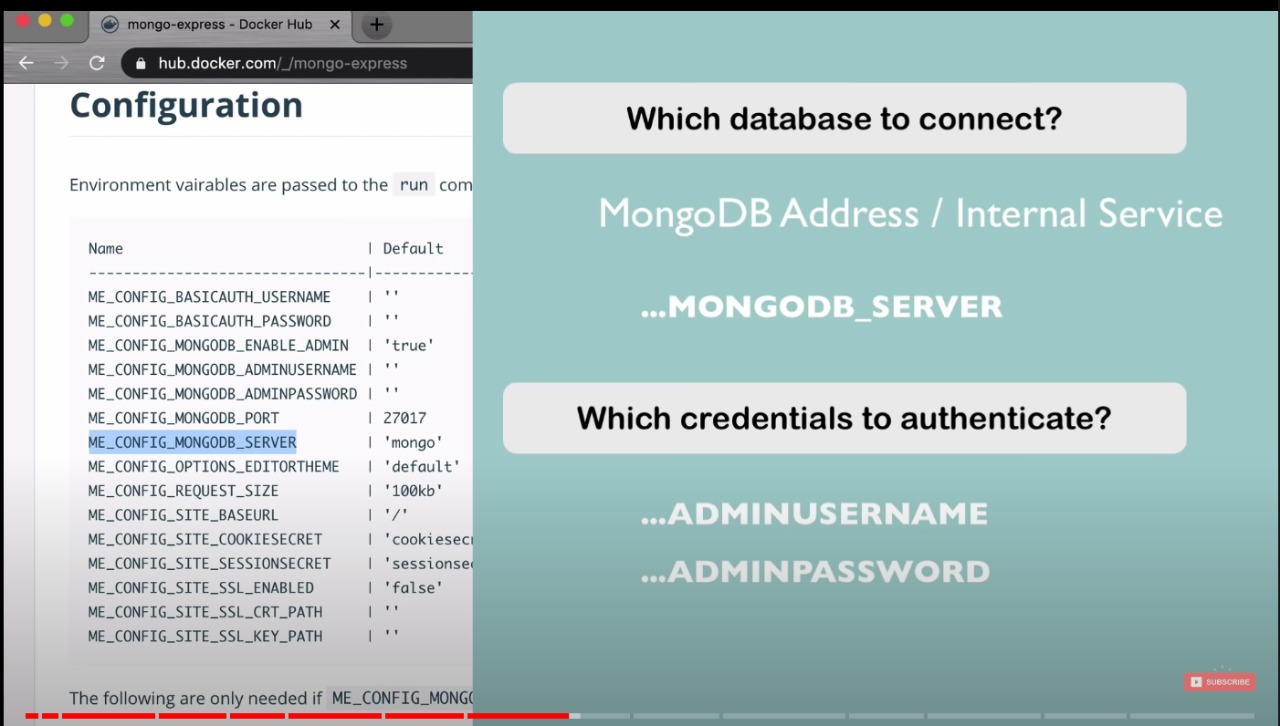 mongo-express - Docker Hub
hub.docker.com/_/mongo-express
Configuration
Environment vairables are passed to the run com
Name | Default
--------------------------------|-----------
ME_CONFIG_BASICAUTH_USERNAME | ''
ME_CONFIG_BASICAUTH_PASSWORD | ''
ME_CONFIG_MONGODB_ENABLE_ADMIN | 'true'
ME_CONFIG_MONGODB_ADMINUSERNAME | ''
ME_CONFIG_MONGODB_ADMINPASSWORD | ''
ME_CONFIG_MONGODB_PORT | 27017
ME_CONFIG_MONGODB_SERVER | 'mongo'
ME_CONFIG_OPTIONS_EDITORTHEME | 'default'
ME_CONFIG_REQUEST_SIZE | '100kb'
ME_CONFIG_SITE_BASEURL | '/'
ME_CONFIG_SITE_COOKIESECRET | 'cookiesecr
ME_CONFIG_SITE_SESSIONSECRET | 'sessionsec
ME_CONFIG_SITE_SSL_ENABLED | 'false'
ME_CONFIG_SITE_SSL_CRT_PATH | ''
ME_CONFIG_SITE_SSL_KEY_PATH | ''
The following are only needed if ME_CONFIG_MONGO
Which database to connect?
MongoDB Address / Internal Service
...MONGODB_SERVER
Which credentials to authenticate?
...ADMINUSERNAME
...ADMINPASSWORD
SUBSCRIBE